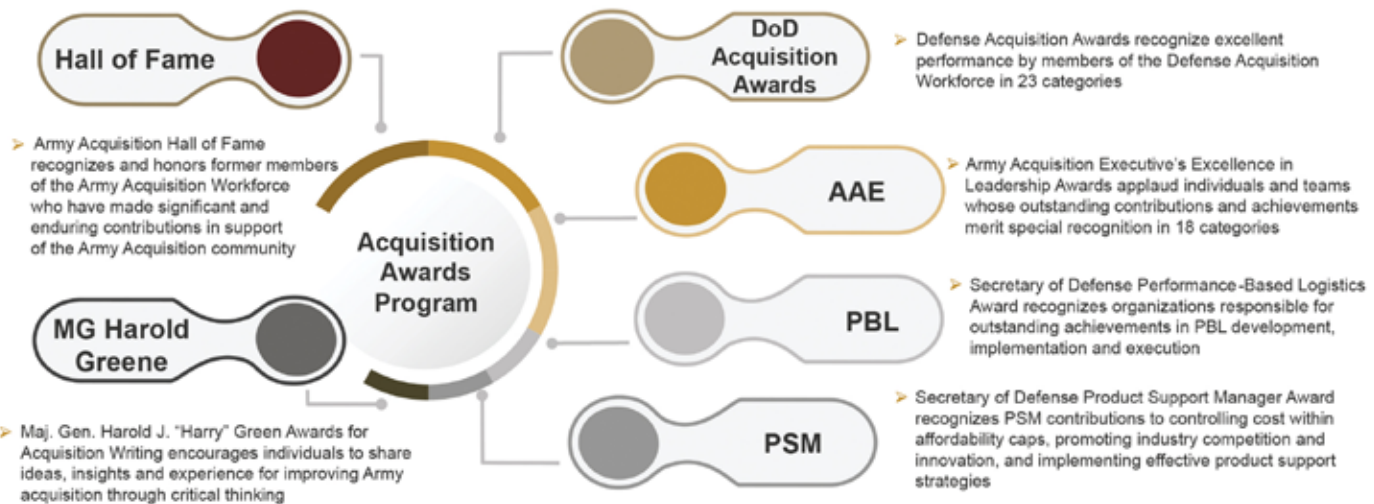 Hall of Fame
➢ Army Acquisition Hall of Fame
recognizes and honors former members
of the Army Acquisition Workforce
who have made significant and
enduring contributions in support
of the Army Acquisition community
MG Harold
Greene
➢ Maj. Gen. Harold J. "Harry" Green Awards for
Acquisition Writing encourages individuals to share
ideas, insights and experience for improving Army
acquisition through critical thinking
Acquisition
Awards
Program
DoD
Acquisition
Awards
➢ Defense Acquisition Awards recognize excellent
performance by members of the Defense Acquisition
Workforce in 23 categories
AAE
➢ Army Acquisition Executive's Excellence in
Leadership Awards applaud individuals and teams
whose outstanding contributions and achievements
merit special recognition in 18 categories
PBL
➢ Secretary of Defense Performance-Based Logistics
Award recognizes organizations responsible for
outstanding achievements in PBL development,
implementation and execution
PSM
➢ Secretary of Defense Product Support Manager Award
recognizes PSM contributions to controlling cost within
affordability caps, promoting industry competition and
innovation, and implementing effective product support
strategies